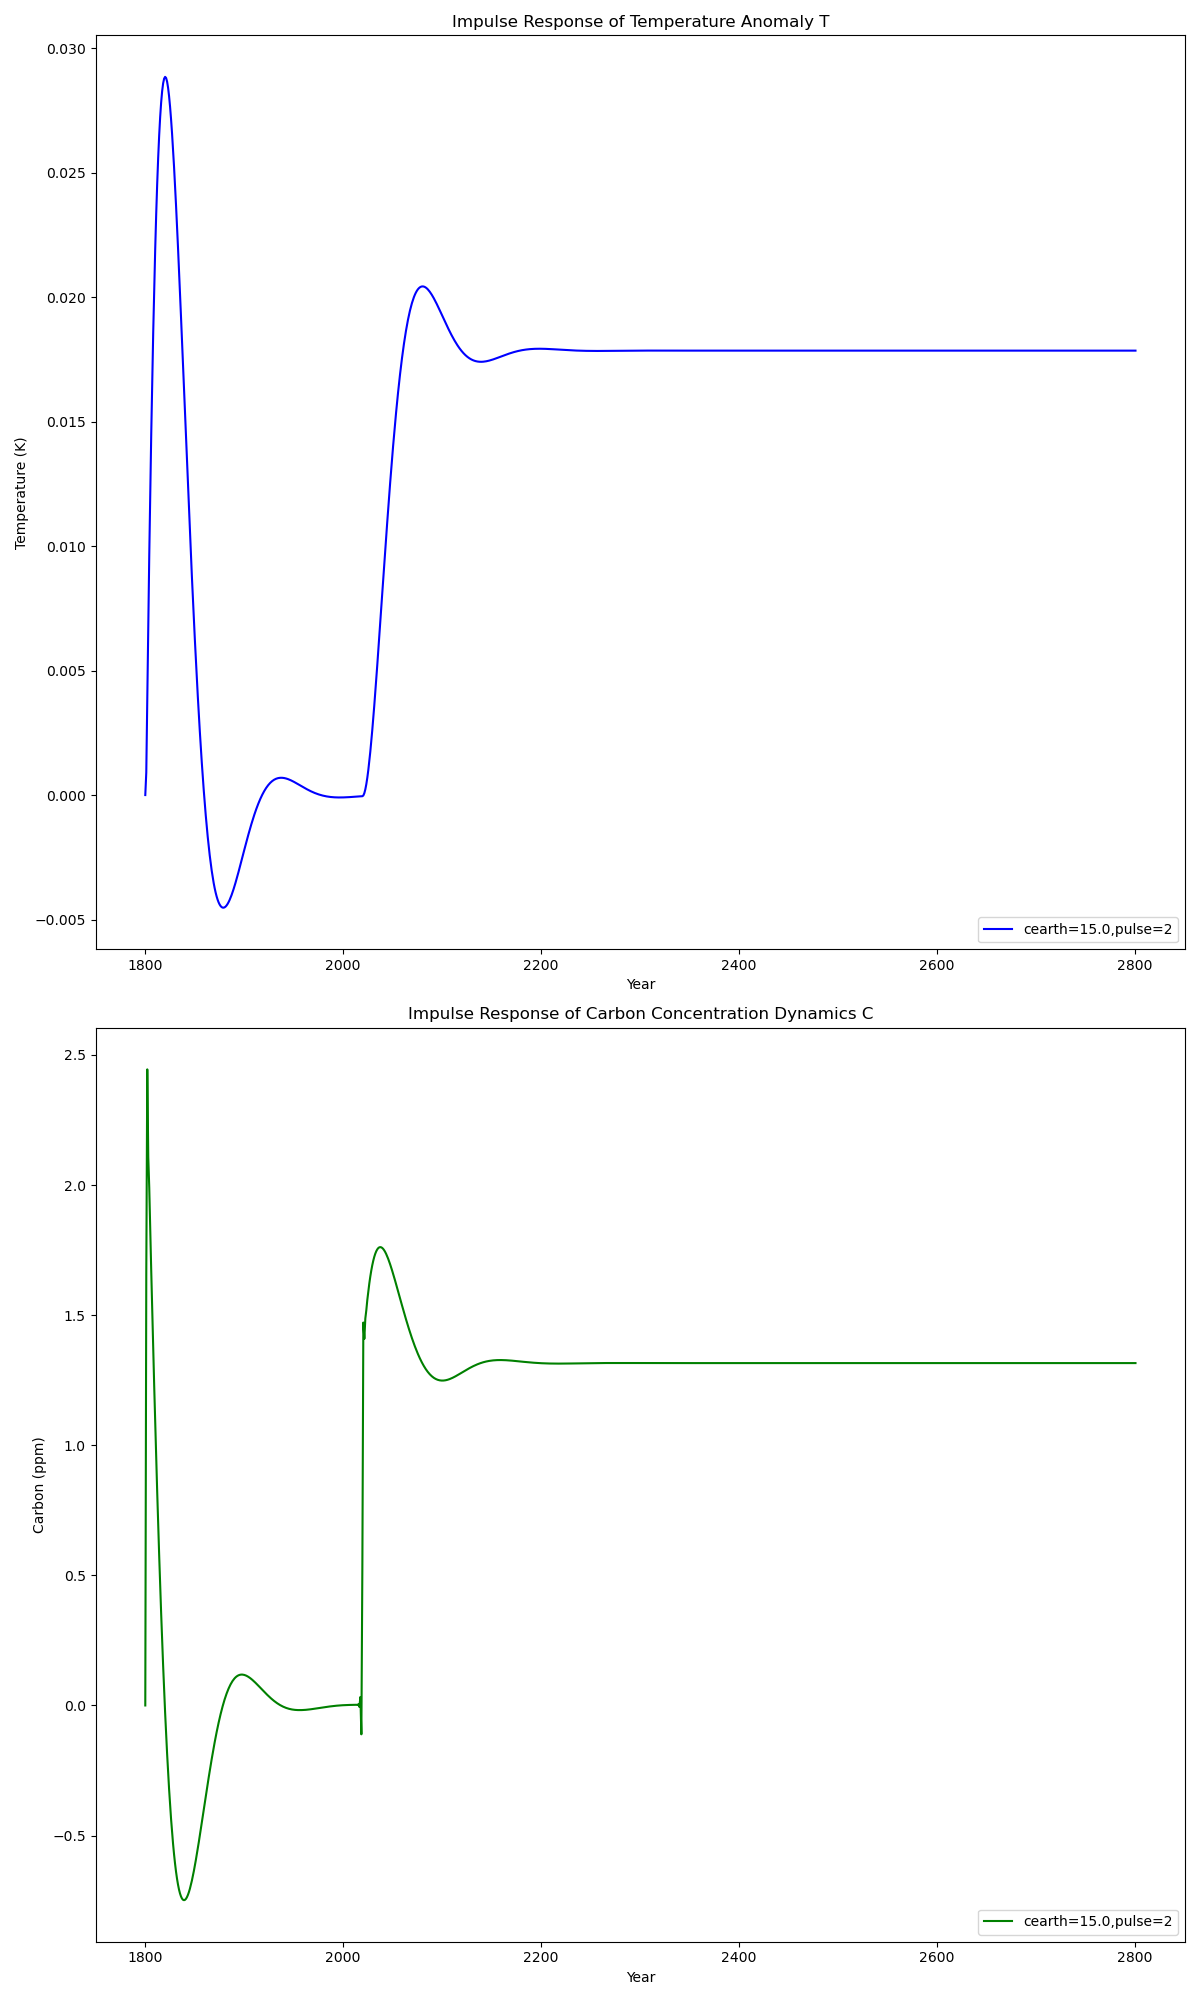 Impulse Response of Temperature Anomaly T
0.030
0.025
0.020
0.015
0.010
0.005
0.000
−0.005
Temperature (K)
cearth=15.0,pulse=2
1800 2000 2200 2400 2600 2800
Year
Impulse Response of Carbon Concentration Dynamics C
2.5
2.0
1.5
1.0
0.5
0.0
−0.5
Carbon (ppm)
cearth=15.0,pulse=2
1800 2000 2200 2400 2600 2800
Year